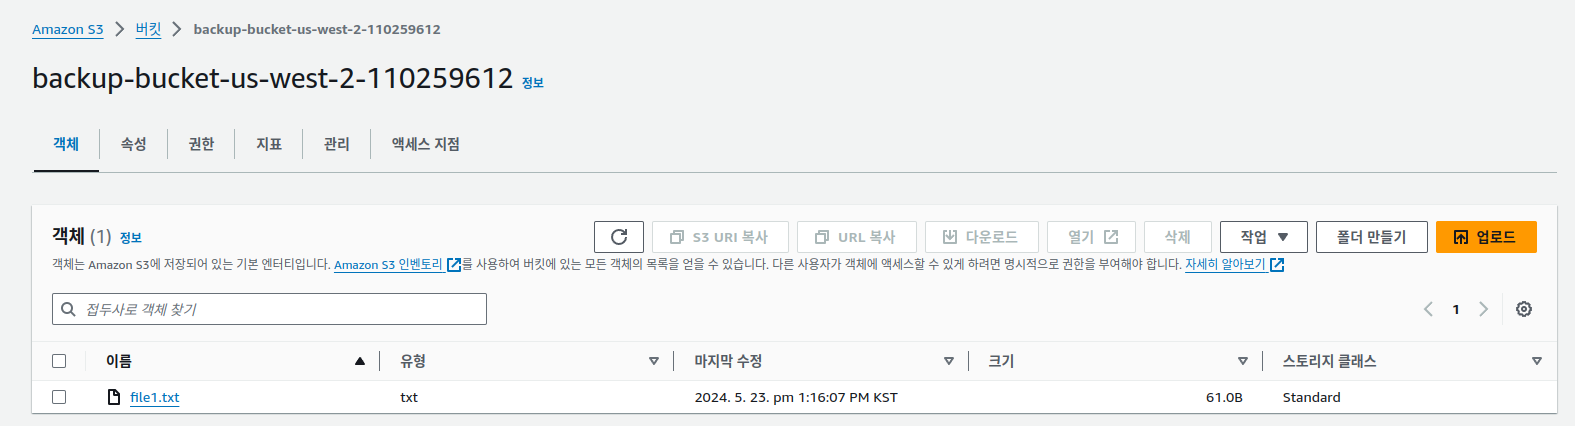 Amazon S3 > 버킷 > backup-bucket-us-west-2-110259612
backup-bucket-us-west-2-110259612 정보
객체 속성 권한 지표 관리 액세스 지점
객체 (1) 정보 S3 URI 복사 URL 복사 다운로드 열기 삭제 작업 폴더 만들기 업로드
객체는 Amazon S3에 저장되어 있는 기본 엔터티입니다. Amazon S3 인벤토리를 사용하여 버킷에 있는 모든 객체의 목록을 얻을 수 있습니다. 다른 사용자가 객체에 액세스할 수 있게 하려면 명시적으로 권한을 부여해야 합니다. 자세히 알아보기
접두사로 객체 찾기 1
이름 유형 마지막 수정 크기 스토리지 클래스
file1.txt txt 2024. 5. 23. pm 1:16:07 PM KST 61.0B Standard